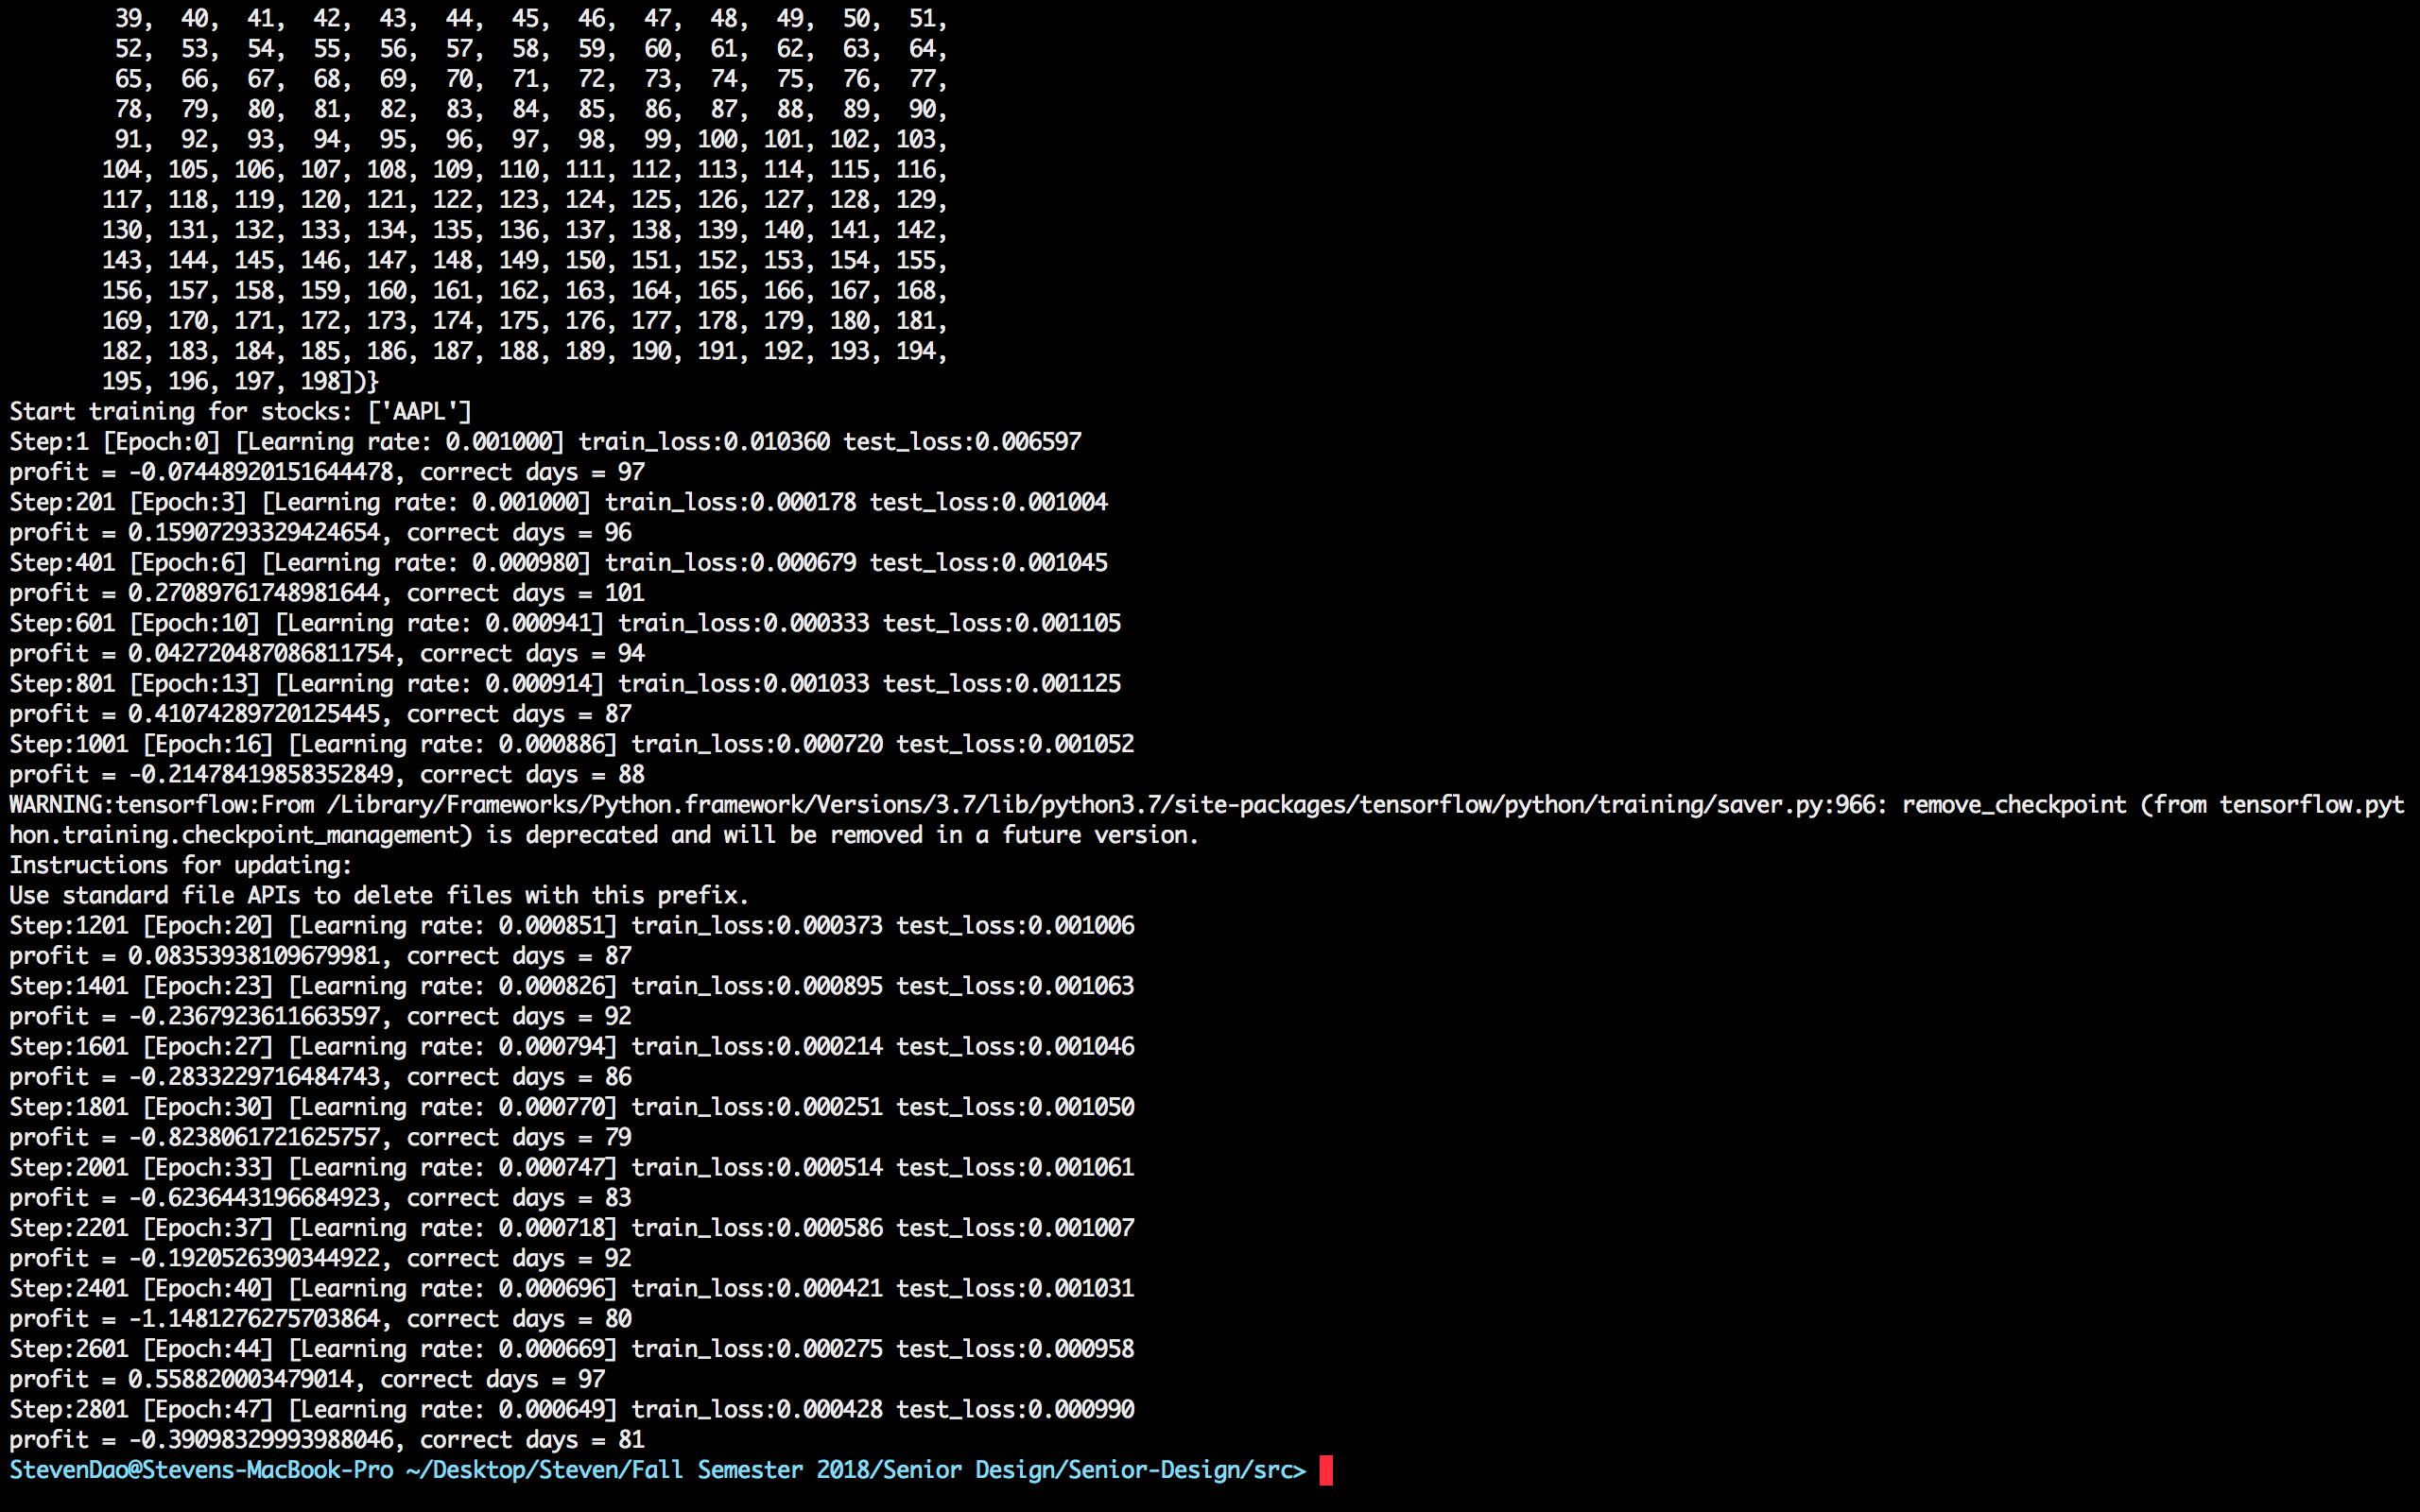 39, 40, 41, 42, 43, 44, 45, 46, 47, 48, 49, 50, 51,
52, 53, 54, 55, 56, 57, 58, 59, 60, 61, 62, 63, 64,
65, 66, 67, 68, 69, 70, 71, 72, 73, 74, 75, 76, 77,
78, 79, 80, 81, 82, 83, 84, 85, 86, 87, 88, 89, 90,
91, 92, 93, 94, 95, 96, 97, 98, 99, 100, 101, 102, 103,
104, 105, 106, 107, 108, 109, 110, 111, 112, 113, 114, 115, 116,
117, 118, 119, 120, 121, 122, 123, 124, 125, 126, 127, 128, 129,
130, 131, 132, 133, 134, 135, 136, 137, 138, 139, 140, 141, 142,
143, 144, 145, 146, 147, 148, 149, 150, 151, 152, 153, 154, 155,
156, 157, 158, 159, 160, 161, 162, 163, 164, 165, 166, 167, 168,
169, 170, 171, 172, 173, 174, 175, 176, 177, 178, 179, 180, 181,
182, 183, 184, 185, 186, 187, 188, 189, 190, 191, 192, 193, 194,
195, 196, 197, 198])}
Start training for stocks: ['AAPL']
Step:1 [Epoch:0] [Learning rate: 0.001000] train_loss:0.010360 test_loss:0.006597
profit = -0.07448920151644478, correct days = 97
Step:201 [Epoch:3] [Learning rate: 0.001000] train_loss:0.000178 test_loss:0.001004
profit = 0.15907293329424654, correct days = 96
Step:401 [Epoch:6] [Learning rate: 0.000980] train_loss:0.000679 test_loss:0.001045
profit = 0.27089761748981644, correct days = 101
Step:601 [Epoch:10] [Learning rate: 0.000941] train_loss:0.000333 test_loss:0.001105
profit = 0.042720487086811754, correct days = 94
Step:801 [Epoch:13] [Learning rate: 0.000914] train_loss:0.001033 test_loss:0.001125
profit = 0.41074289720125445, correct days = 87
Step:1001 [Epoch:16] [Learning rate: 0.000886] train_loss:0.000720 test_loss:0.001052
profit = -0.21478419858352849, correct days = 88
WARNING:tensorflow:From /Library/Frameworks/Python.framework/Versions/3.7/lib/python3.7/site-packages/tensorflow/python/training/saver.py:966: remove_checkpoint (from tensorflow.pyt
hon.training.checkpoint_management) is deprecated and will be removed in a future version.
Instructions for updating:
Use standard file APIs to delete files with this prefix.
Step:1201 [Epoch:20] [Learning rate: 0.000851] train_loss:0.000373 test_loss:0.001006
profit = 0.08353938109679981, correct days = 87
Step:1401 [Epoch:23] [Learning rate: 0.000826] train_loss:0.000895 test_loss:0.001063
profit = -0.2367923611663597, correct days = 92
Step:1601 [Epoch:27] [Learning rate: 0.000794] train_loss:0.000214 test_loss:0.001046
profit = -0.2833229716484743, correct days = 86
Step:1801 [Epoch:30] [Learning rate: 0.000770] train_loss:0.000251 test_loss:0.001050
profit = -0.8238061721625757, correct days = 79
Step:2001 [Epoch:33] [Learning rate: 0.000747] train_loss:0.000514 test_loss:0.001061
profit = -0.6236443196684923, correct days = 83
Step:2201 [Epoch:37] [Learning rate: 0.000718] train_loss:0.000586 test_loss:0.001007
profit = -0.1920526390344922, correct days = 92
Step:2401 [Epoch:40] [Learning rate: 0.000696] train_loss:0.000421 test_loss:0.001031
profit = -1.1481276275703864, correct days = 80
Step:2601 [Epoch:44] [Learning rate: 0.000669] train_loss:0.000275 test_loss:0.000958
profit = 0.558820003479014, correct days = 97
Step:2801 [Epoch:47] [Learning rate: 0.000649] train_loss:0.000428 test_loss:0.000990
profit = -0.39098329993988046, correct days = 81
StevenDao@Stevens-MacBook-Pro ~/Desktop/Steven/Fall Semester 2018/Senior Design/Senior-Design/src>